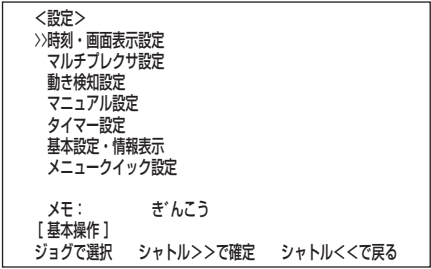 <設定>
>>時刻・画面表示設定
マルチプレクサ設定
動き検知設定
マニュアル設定
タイマー設定
基本設定・情報表示
メニュークイック設定
メモ： ぎんこう
[ 基本操作 ]
ジョグで選択 シャトル>>で確定 シャトル<<で戻る